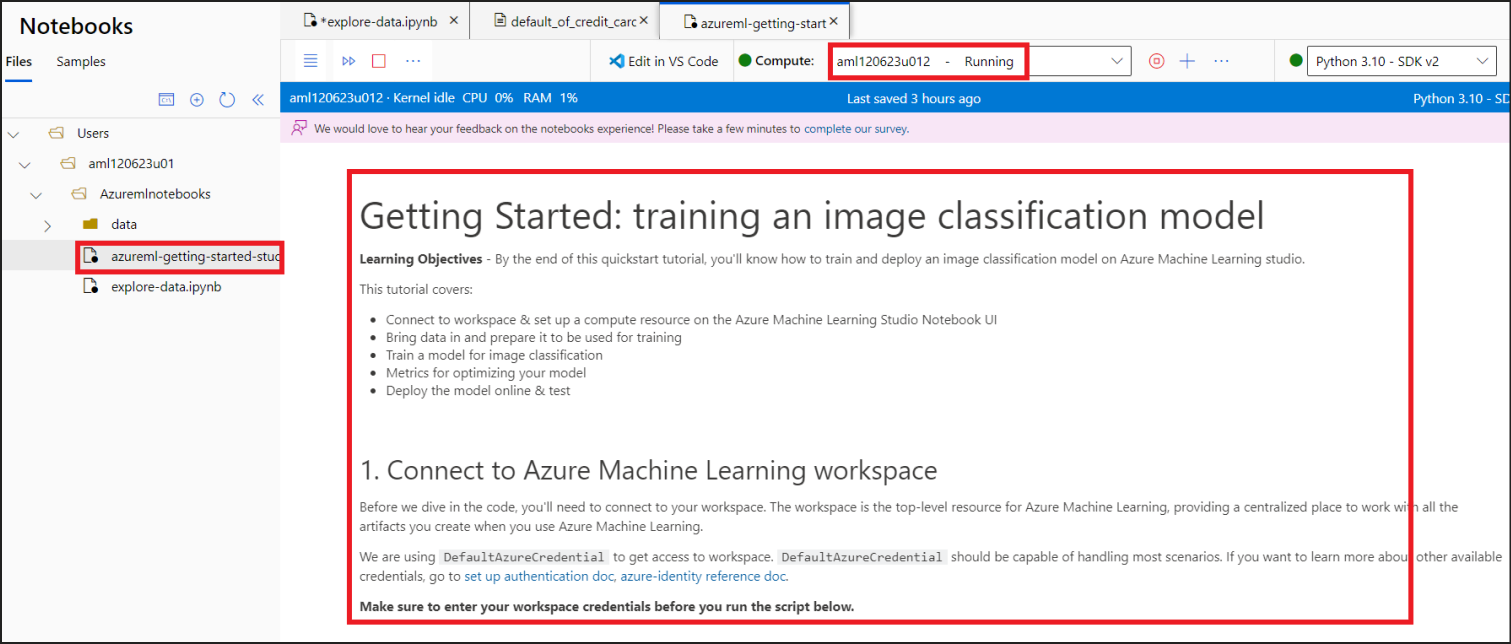 Notebooks
Files Samples
Users
aml120623u01
Azuremlnotebooks
data
azureml-getting-started-stud
explore-data.ipynb
*explore-data.ipynb × default_of_credit_card × azureml-getting-start ×
Edit in VS Code Compute: aml120623u012 - Running Python 3.10 - SDK v2
aml120623u012 · Kernel idle CPU 0% RAM 1% Last saved 3 hours ago Python 3.10 - SD
We would love to hear your feedback on the notebooks experience! Please take a few minutes to complete our survey.
Getting Started: training an image classification model
Learning Objectives - By the end of this quickstart tutorial, you'll know how to train and deploy an image classification model on Azure Machine Learning studio.
This tutorial covers:
• Connect to workspace & set up a compute resource on the Azure Machine Learning Studio Notebook UI
• Bring data in and prepare it to be used for training
• Train a model for image classification
• Metrics for optimizing your model
• Deploy the model online & test
1. Connect to Azure Machine Learning workspace
Before we dive in the code, you'll need to connect to your workspace. The workspace is the top-level resource for Azure Machine Learning, providing a centralized place to work with all the
artifacts you create when you use Azure Machine Learning.
We are using DefaultAzureCredential to get access to workspace. DefaultAzureCredential should be capable of handling most scenarios. If you want to learn more about other available
credentials, go to set up authentication doc, azure-identity reference doc.
Make sure to enter your workspace credentials before you run the script below.